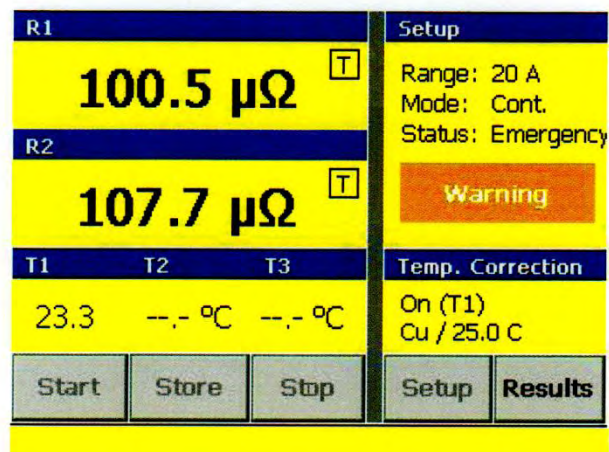 R1
100.5 µΩ T
R2
107.7 µΩ T
T1 T2 T3
23.3 --.- ºC --.- ºC
Start Store Stop
Setup
Range: 20 A
Mode: Cont.
Status: Emergency
Warning
Temp. Correction
On (T1)
Cu / 25.0 C
Setup Results